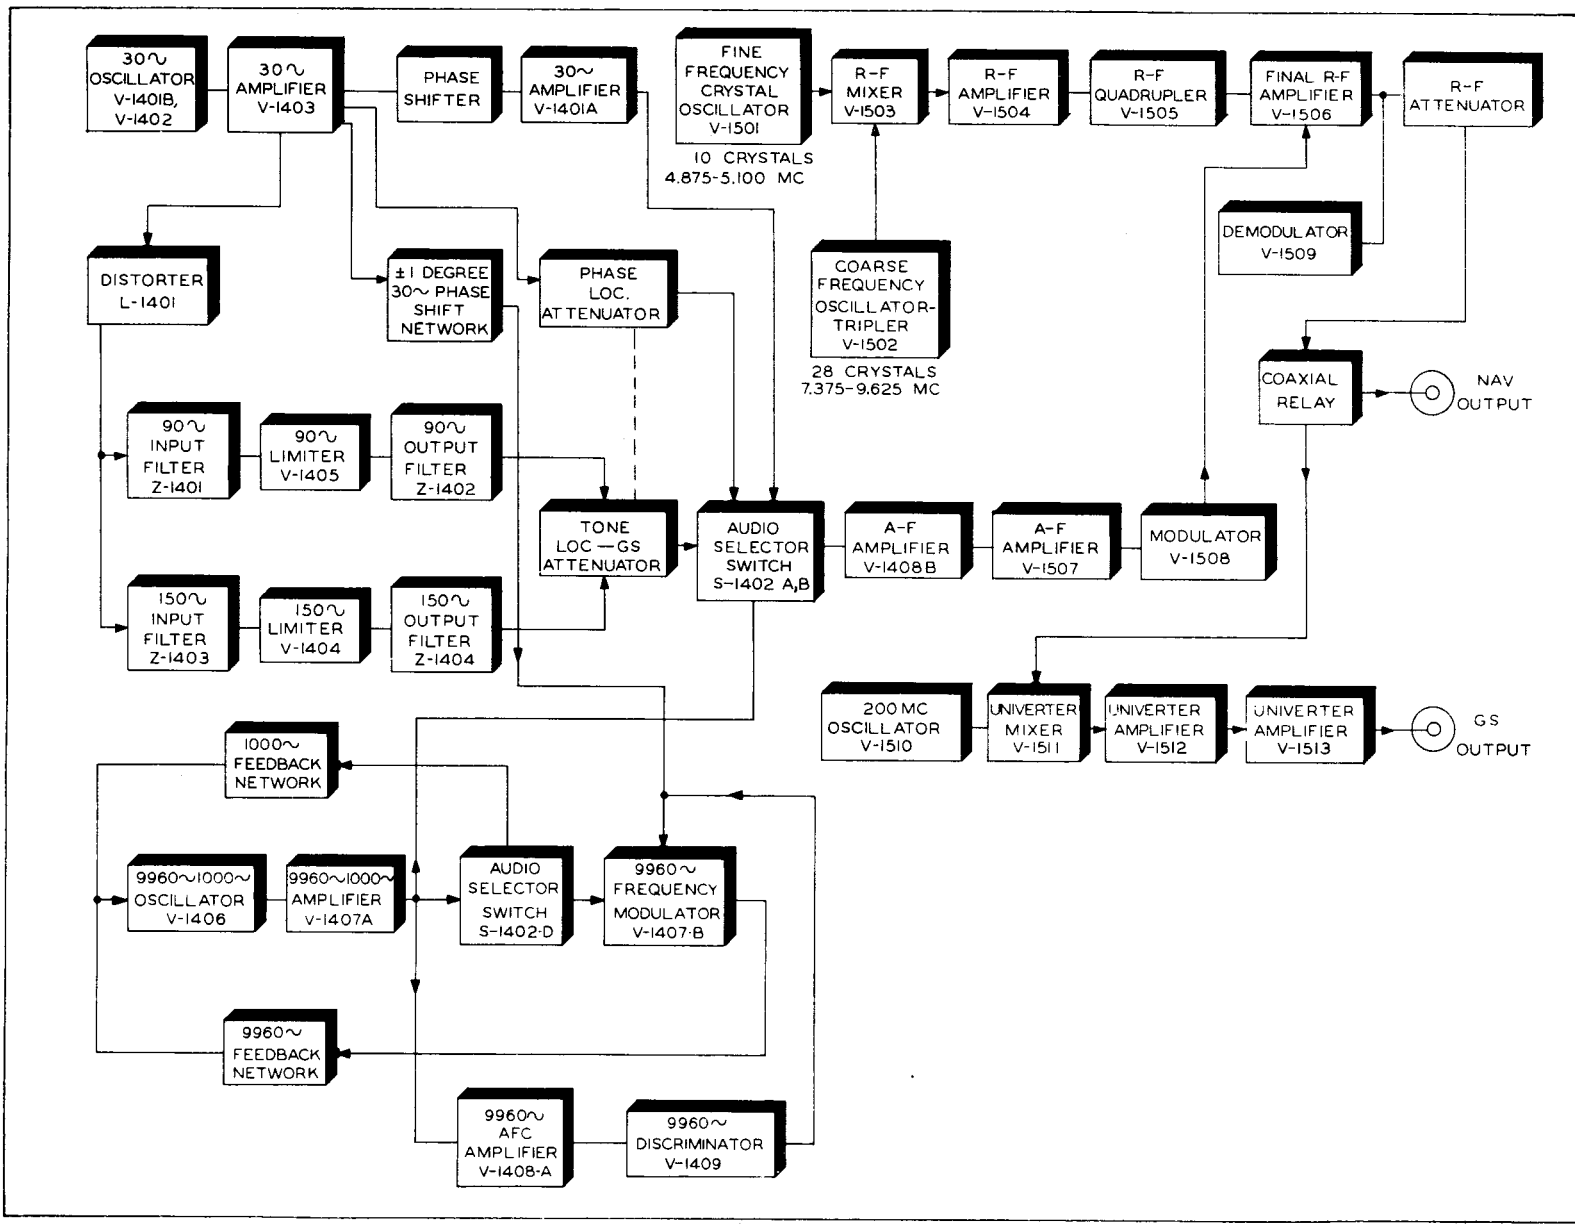 30~
OSCILLATOR
V-1401B,
V-1402
30~
AMPLIFIER
V-1403
PHASE
SHIFTER
30~
AMPLIFIER
V-1401A
FINE
FREQUENCY
CRYSTAL
OSCILLATOR
V-1501
10 CRYSTALS
4.875-5.100 MC
R-F
MIXER
V-1503
R-F
AMPLIFIER
V-1504
R-F
QUADRUPLER
V-1505
FINAL R-F
AMPLIFIER
V-1506
R-F
ATTENUATOR
DEMODULATOR
V-1509
DISTORTER
L-1401
±1 DEGREE
30~ PHASE
SHIFT
NETWORK
PHASE
LOC.
ATTENUATOR
COARSE
FREQUENCY
OSCILLATOR-
TRIPLER
V-1502
28 CRYSTALS
7.375-9.625 MC
COAXIAL
RELAY
NAV
OUTPUT
90~
INPUT
FILTER
Z-1401
90~
LIMITER
V-1405
90~
OUTPUT
FILTER
Z-1402
TONE
LOC-GS
ATTENUATOR
AUDIO
SELECTOR
SWITCH
S-1402 A,B
A-F
AMPLIFIER
V-1408B
A-F
AMPLIFIER
V-1507
MODULATOR
V-1508
150~
INPUT
FILTER
Z-1403
150~
LIMITER
V-1404
150~
OUTPUT
FILTER
Z-1404
200 MC
OSCILLATOR
V-1510
UNIVERTER
MIXER
V-1511
UNIVERTER
AMPLIFIER
V-1512
UNIVERTER
AMPLIFIER
V-1513
GS
OUTPUT
1000~
FEEDBACK
NETWORK
9960~1000~
OSCILLATOR
V-1406
9960~1000~
AMPLIFIER
V-1407A
AUDIO
SELECTOR
SWITCH
S-1402-D
9960~
FREQUENCY
MODULATOR
V-1407-B
9960~
FEEDBACK
NETWORK
9960~
AFC
AMPLIFIER
V-1408-A
9960~
DISCRIMINATOR
V-1409